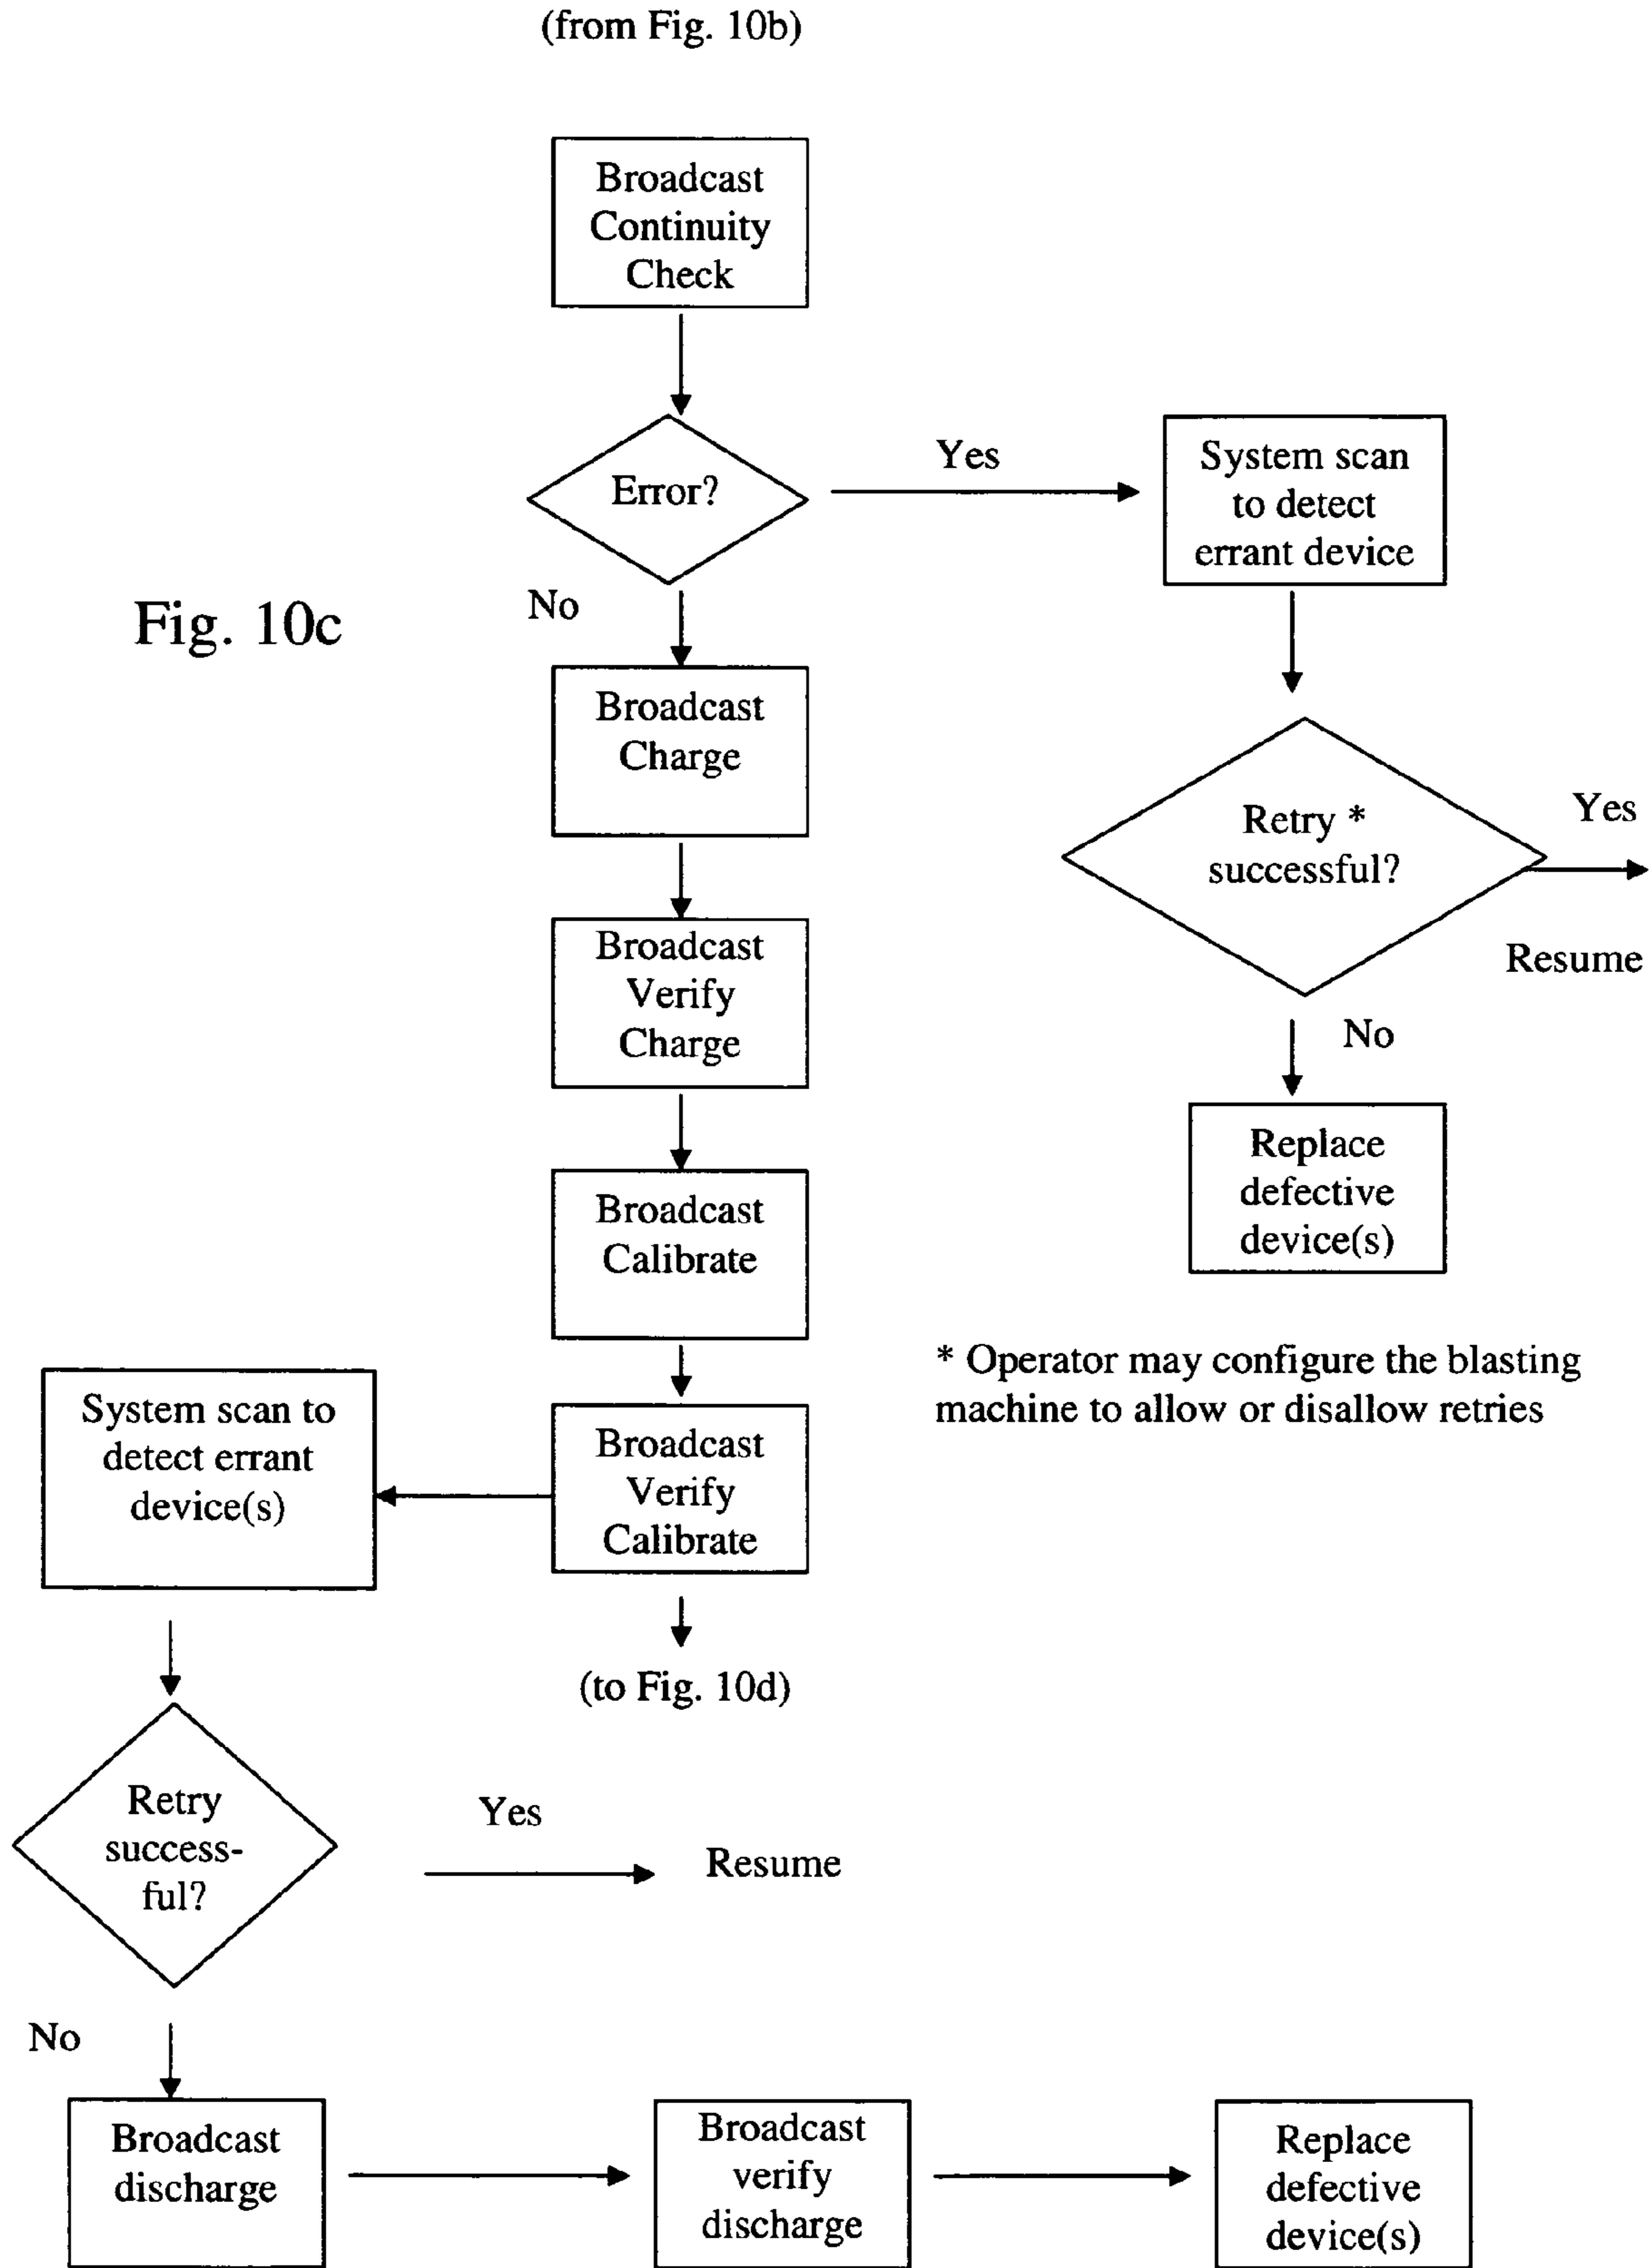 (from Fig. 10b)
Broadcast
Continuity
Check
Error?
Yes
System scan
to detect
errant device
No
Fig. 10c
Broadcast
Charge
Retry *
successful?
Yes
Resume
Broadcast
Verify
Charge
No
Replace
defective
device(s)
Broadcast
Calibrate
* Operator may configure the blasting
machine to allow or disallow retries
System scan to
detect errant
device(s)
Broadcast
Verify
Calibrate
(to Fig. 10d)
Retry
success-
ful?
Yes
Resume
No
Broadcast
discharge
Broadcast
verify
discharge
Replace
defective
device(s)